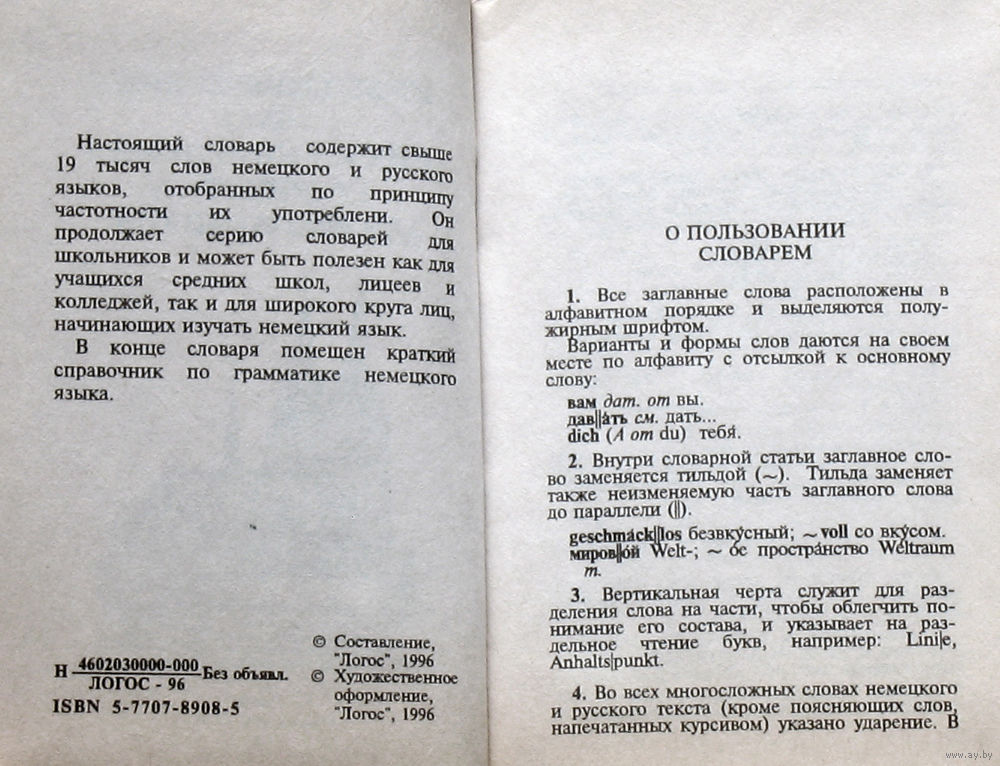 Настоящий словарь содержит свыше
19 тысяч слов немецкого и русского
языков, отобранных по принципу
частотности их употреблени. Он
продолжает серию словарей для
школьников и может быть полезен как для
учащихся средних школ, лицеев и
колледжей, так и для широкого круга лиц,
начинающих изучать немецкий язык.
В конце словаря помещен краткий
справочник по грамматике немецкого
языка.
Н 4602030000-000 Без объявл.
ЛОГОС - 96
ISBN 5-7707-8908-5
© Составление,
"Логос", 1996
© Художественное
оформление,
"Логос", 1996
О ПОЛЬЗОВАНИИ
СЛОВАРЕМ
1. Все заглавные слова расположены в
алфавитном порядке и выделяются полу-
жирным шрифтом.
Варианты и формы слов даются на своем
месте по алфавиту с отсылкой к основному
слову:
вам дат. от вы.
дав||а́ть см. дать...
dich (A от du) тебя́.
2. Внутри словарной статьи заглавное сло-
во заменяется тильдой (~). Тильда заменяет
также неизменяемую часть заглавного слова
до параллели (||).
geschmáck||los безвку́сный; ~voll со вку́сом.
миров||о́й Welt-; ~ ое простра́нство Wéltraum
m.
3. Вертикальная черта служит для раз-
деления слова на части, чтобы облегчить по-
нимание его состава, и указывает на раз-
дельное чтение букв, например: Líni|e,
Anhalts|punkt.
4. Во всех многосложных словах немецкого
и русского текста (кроме поясняющих слов,
напечатанных курсивом) указано ударение. В
www.ay.by